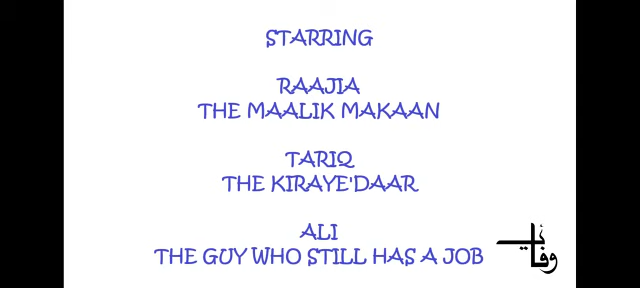 STARRING
RAAJIA
THE MAALIK MAKAAN
TARIQ
THE KIRAYE'DAAR
ALI
THE GUY WHO STILL HAS A JOB